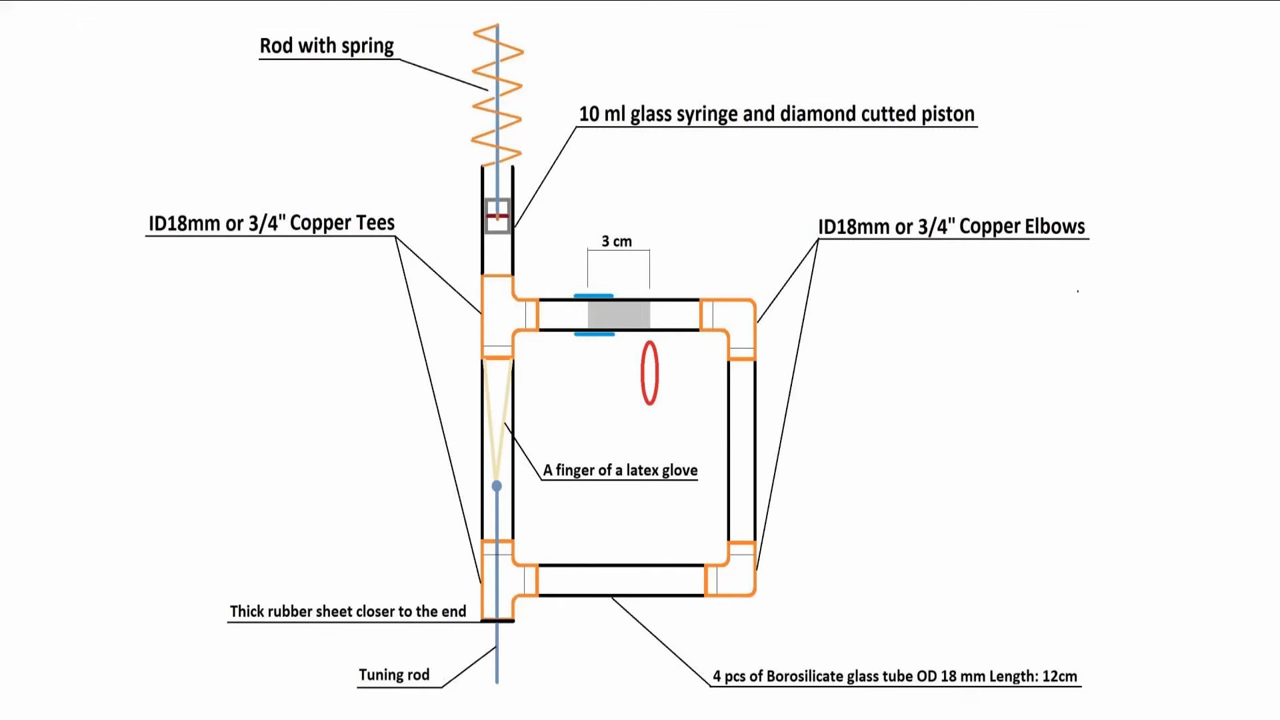 Rod with spring
10 ml glass syringe and diamond cutted piston
ID18mm or 3/4" Copper Tees
ID18mm or 3/4" Copper Elbows
3 cm
A finger of a latex glove
Thick rubber sheet closer to the end
Tuning rod
4 pcs of Borosilicate glass tube OD 18 mm Length: 12cm